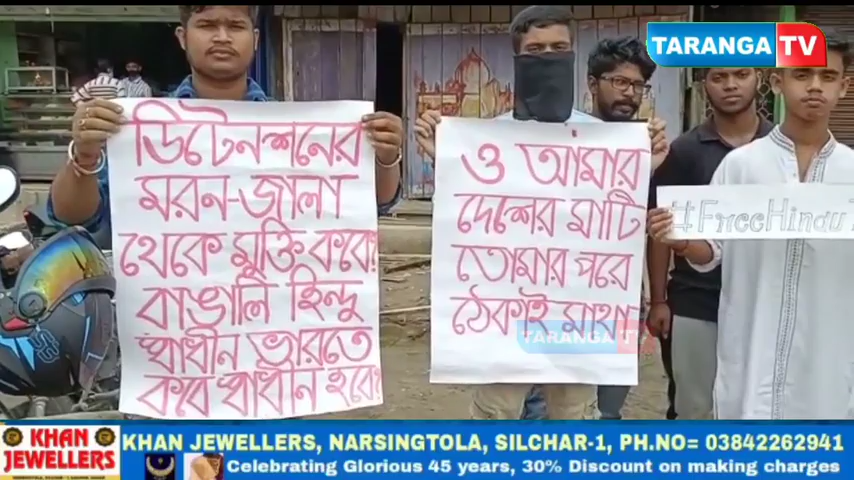 TARANGA TV
ডিটেনশনের
মরন-জালা
থেকে মুক্তি কবে?
বাঙালি হিন্দু
স্বাধীন ভারতে
কবে স্বাধীন হবে?
ও আমার
দেশের মাটি
তোমার পরে
ঠেকাই মাথা
TARANGA TV
#FreeHindu
KHAN
JEWELLERS
KHAN JEWELLERS, NARSINGTOLA, SILCHAR-1, PH.NO= 03842262941
Celebrating Glorious 45 years, 30% Discount on making charges